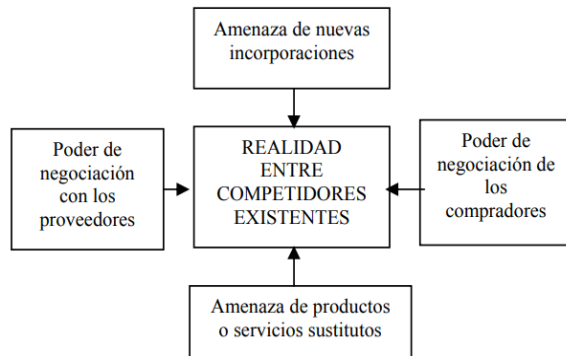 Amenaza de nuevas
incorporaciones
Poder de
negociación
con los
proveedores
REALIDAD
ENTRE
COMPETIDORES
EXISTENTES
Poder de
negociación de
los
compradores
Amenaza de productos
o servicios sustitutos